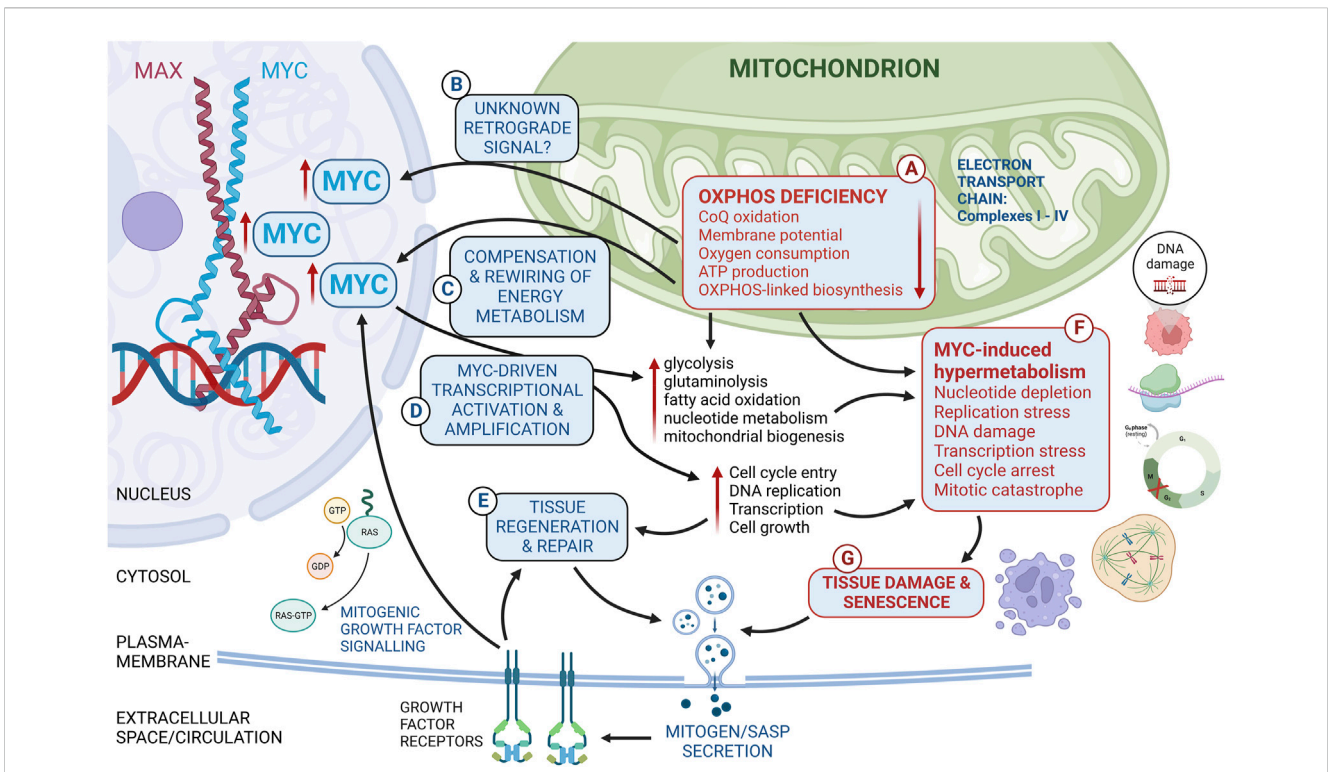 MAX
MYC
MITOCHONDRION
B
UNKNOWN
RETROGRADE
SIGNAL?
MYC
MYC
MYC
A
OXPHOS DEFICIENCY
CoQ oxidation
Membrane potential
Oxygen consumption
ATP production
OXPHOS-linked biosynthesis
ELECTRON
TRANSPORT
CHAIN:
Complexes I - IV
DNA
damage
C
COMPENSATION
& REWIRING OF
ENERGY
METABOLISM
D
MYC-DRIVEN
TRANSCRIPTIONAL
ACTIVATION &
AMPLIFICATION
glycolysis
glutaminolysis
fatty acid oxidation
nucleotide metabolism
mitochondrial biogenesis
F
MYC-induced
hypermetabolism
Nucleotide depletion
Replication stress
DNA damage
Transcription stress
Cell cycle arrest
Mitotic catastrophe
G₀ phase
(resting)
G₁
S
G₂
M
Cell cycle entry
DNA replication
Transcription
Cell growth
NUCLEUS
E
TISSUE
REGENERATION
& REPAIR
GTP
RAS
GDP
RAS-GTP
CYTOSOL
G
TISSUE DAMAGE &
SENESCENCE
MITOGENIC
GROWTH FACTOR
SIGNALLING
PLASMA-
MEMBRANE
EXTRACELLULAR
SPACE/CIRCULATION
GROWTH
FACTOR
RECEPTORS
MITOGEN/SASP
SECRETION